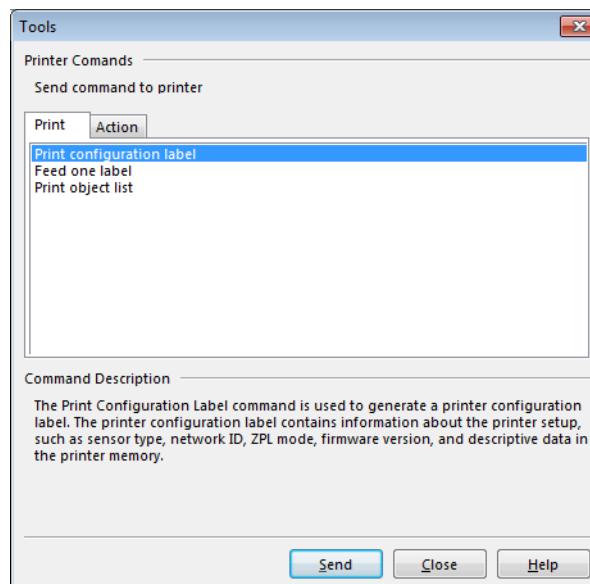 Tools
Printer Comands
Send command to printer
Print
Action
Print configuration label
Feed one label
Print object list
Command Description
The Print Configuration Label command is used to generate a printer configuration
label. The printer configuration label contains information about the printer setup,
such as sensor type, network ID, ZPL mode, firmware version, and descriptive data in
the printer memory.
Send
Close
Help